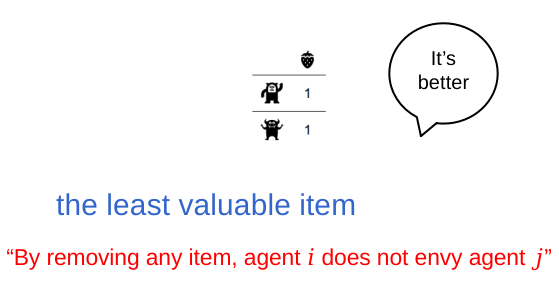 It’s
better
1
1
the least valuable item
“By removing any item, agent i does not envy agent j”